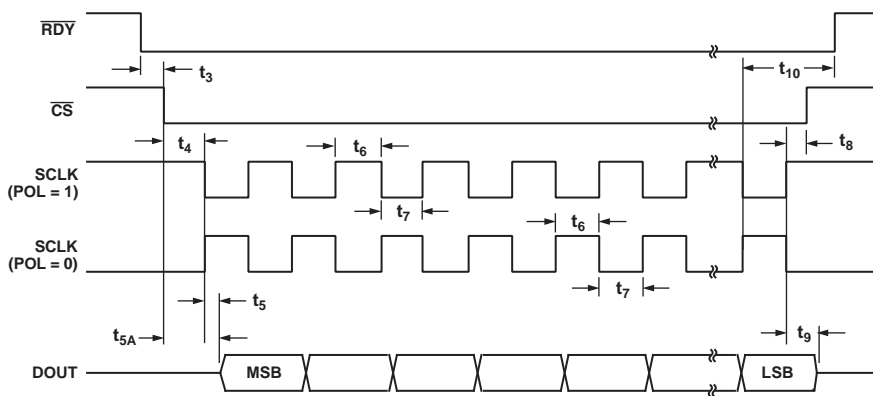 RDY
t3
t10
CS
t4
t6
t8
SCLK
(POL = 1)
t7
t6
SCLK
(POL = 0)
t7
t5
t5A
t9
DOUT
MSB
LSB